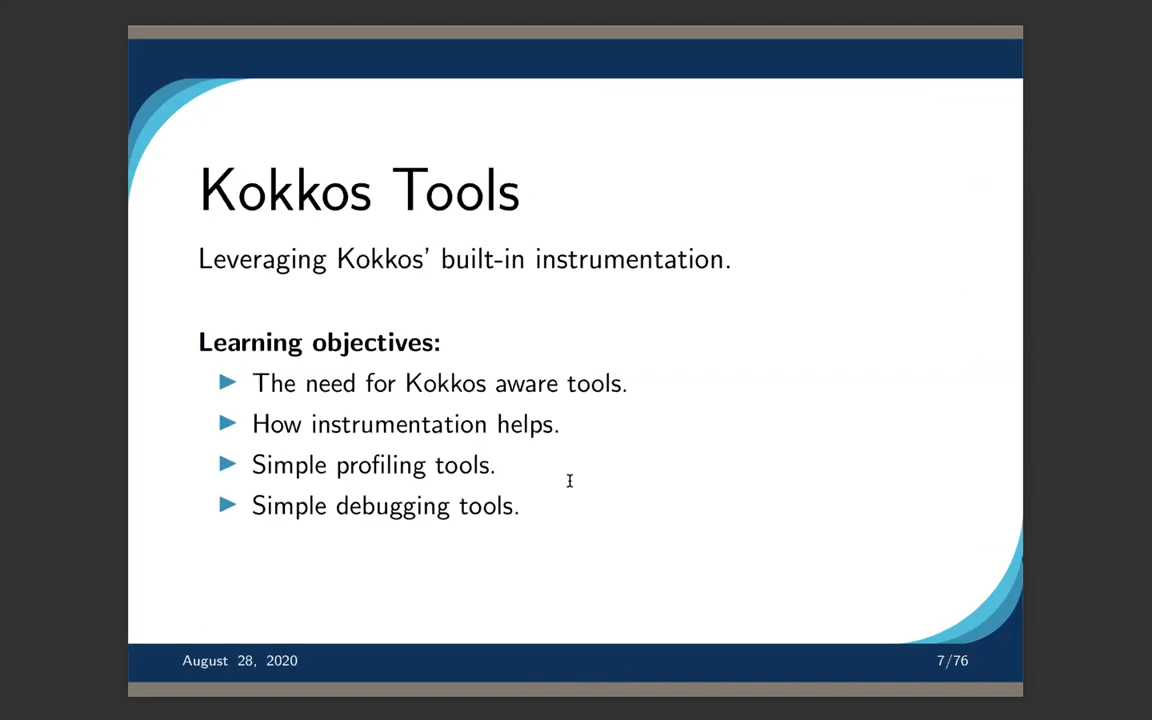 Kokkos Tools
Leveraging Kokkos’ built-in instrumentation.
Learning objectives:
The need for Kokkos aware tools.
How instrumentation helps.
Simple profiling tools.
Simple debugging tools.
August 28, 2020
7/76